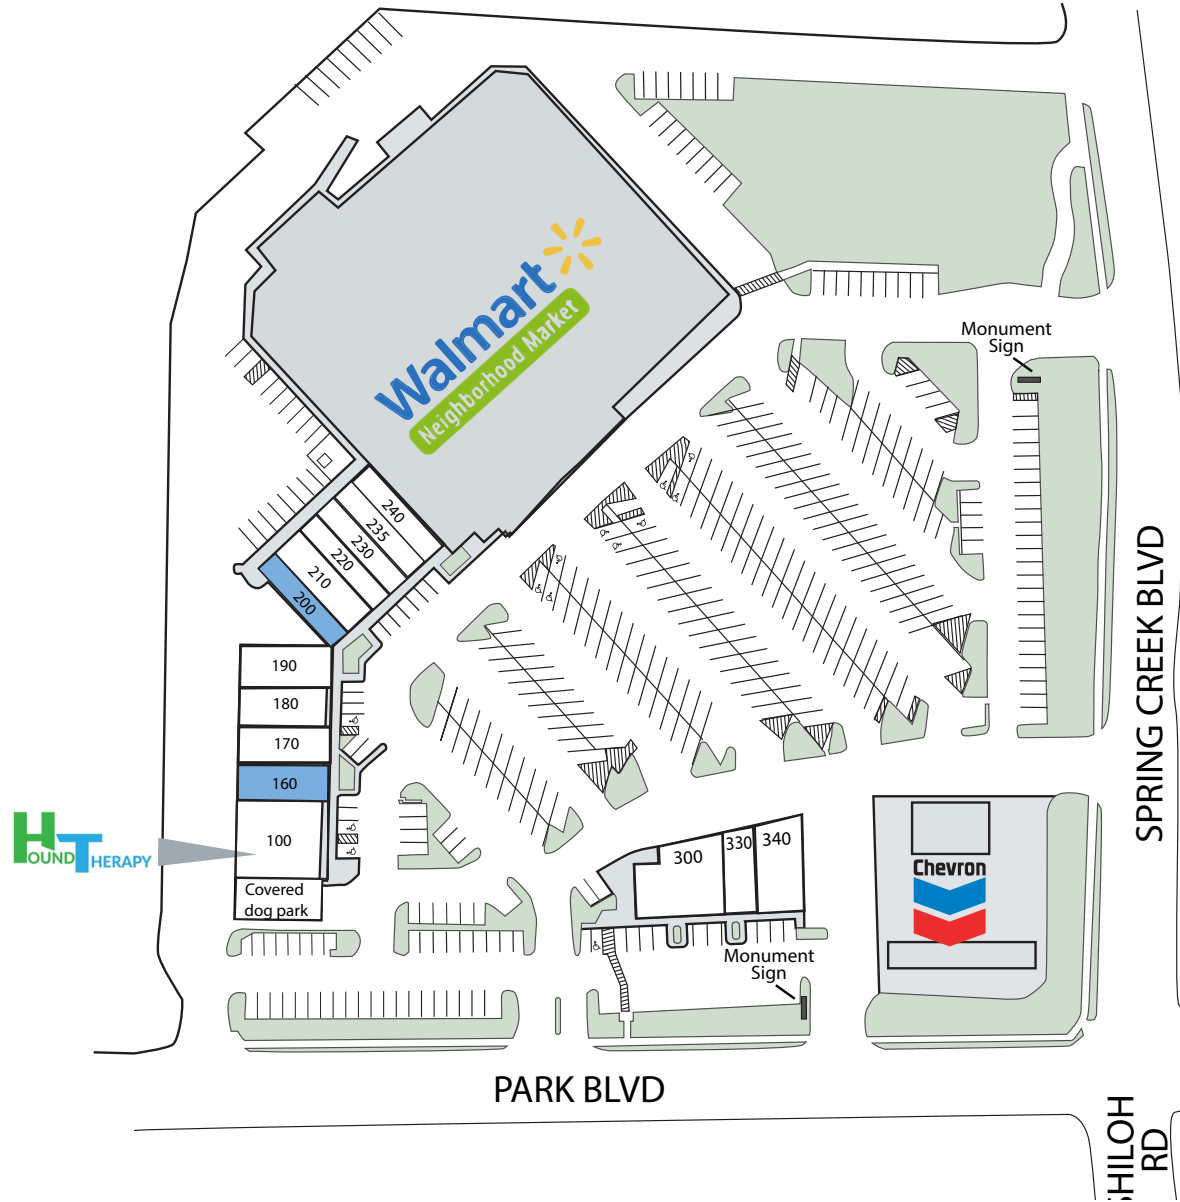 Walmart
Neighborhood Market
Monument
Sign
240
235
230
220
210
200
190
180
170
160
100
Covered
dog park
HOUND THERAPY
300
330
340
Chevron
Monument
Sign
SPRING CREEK BLVD
PARK BLVD
SHILOH
RD